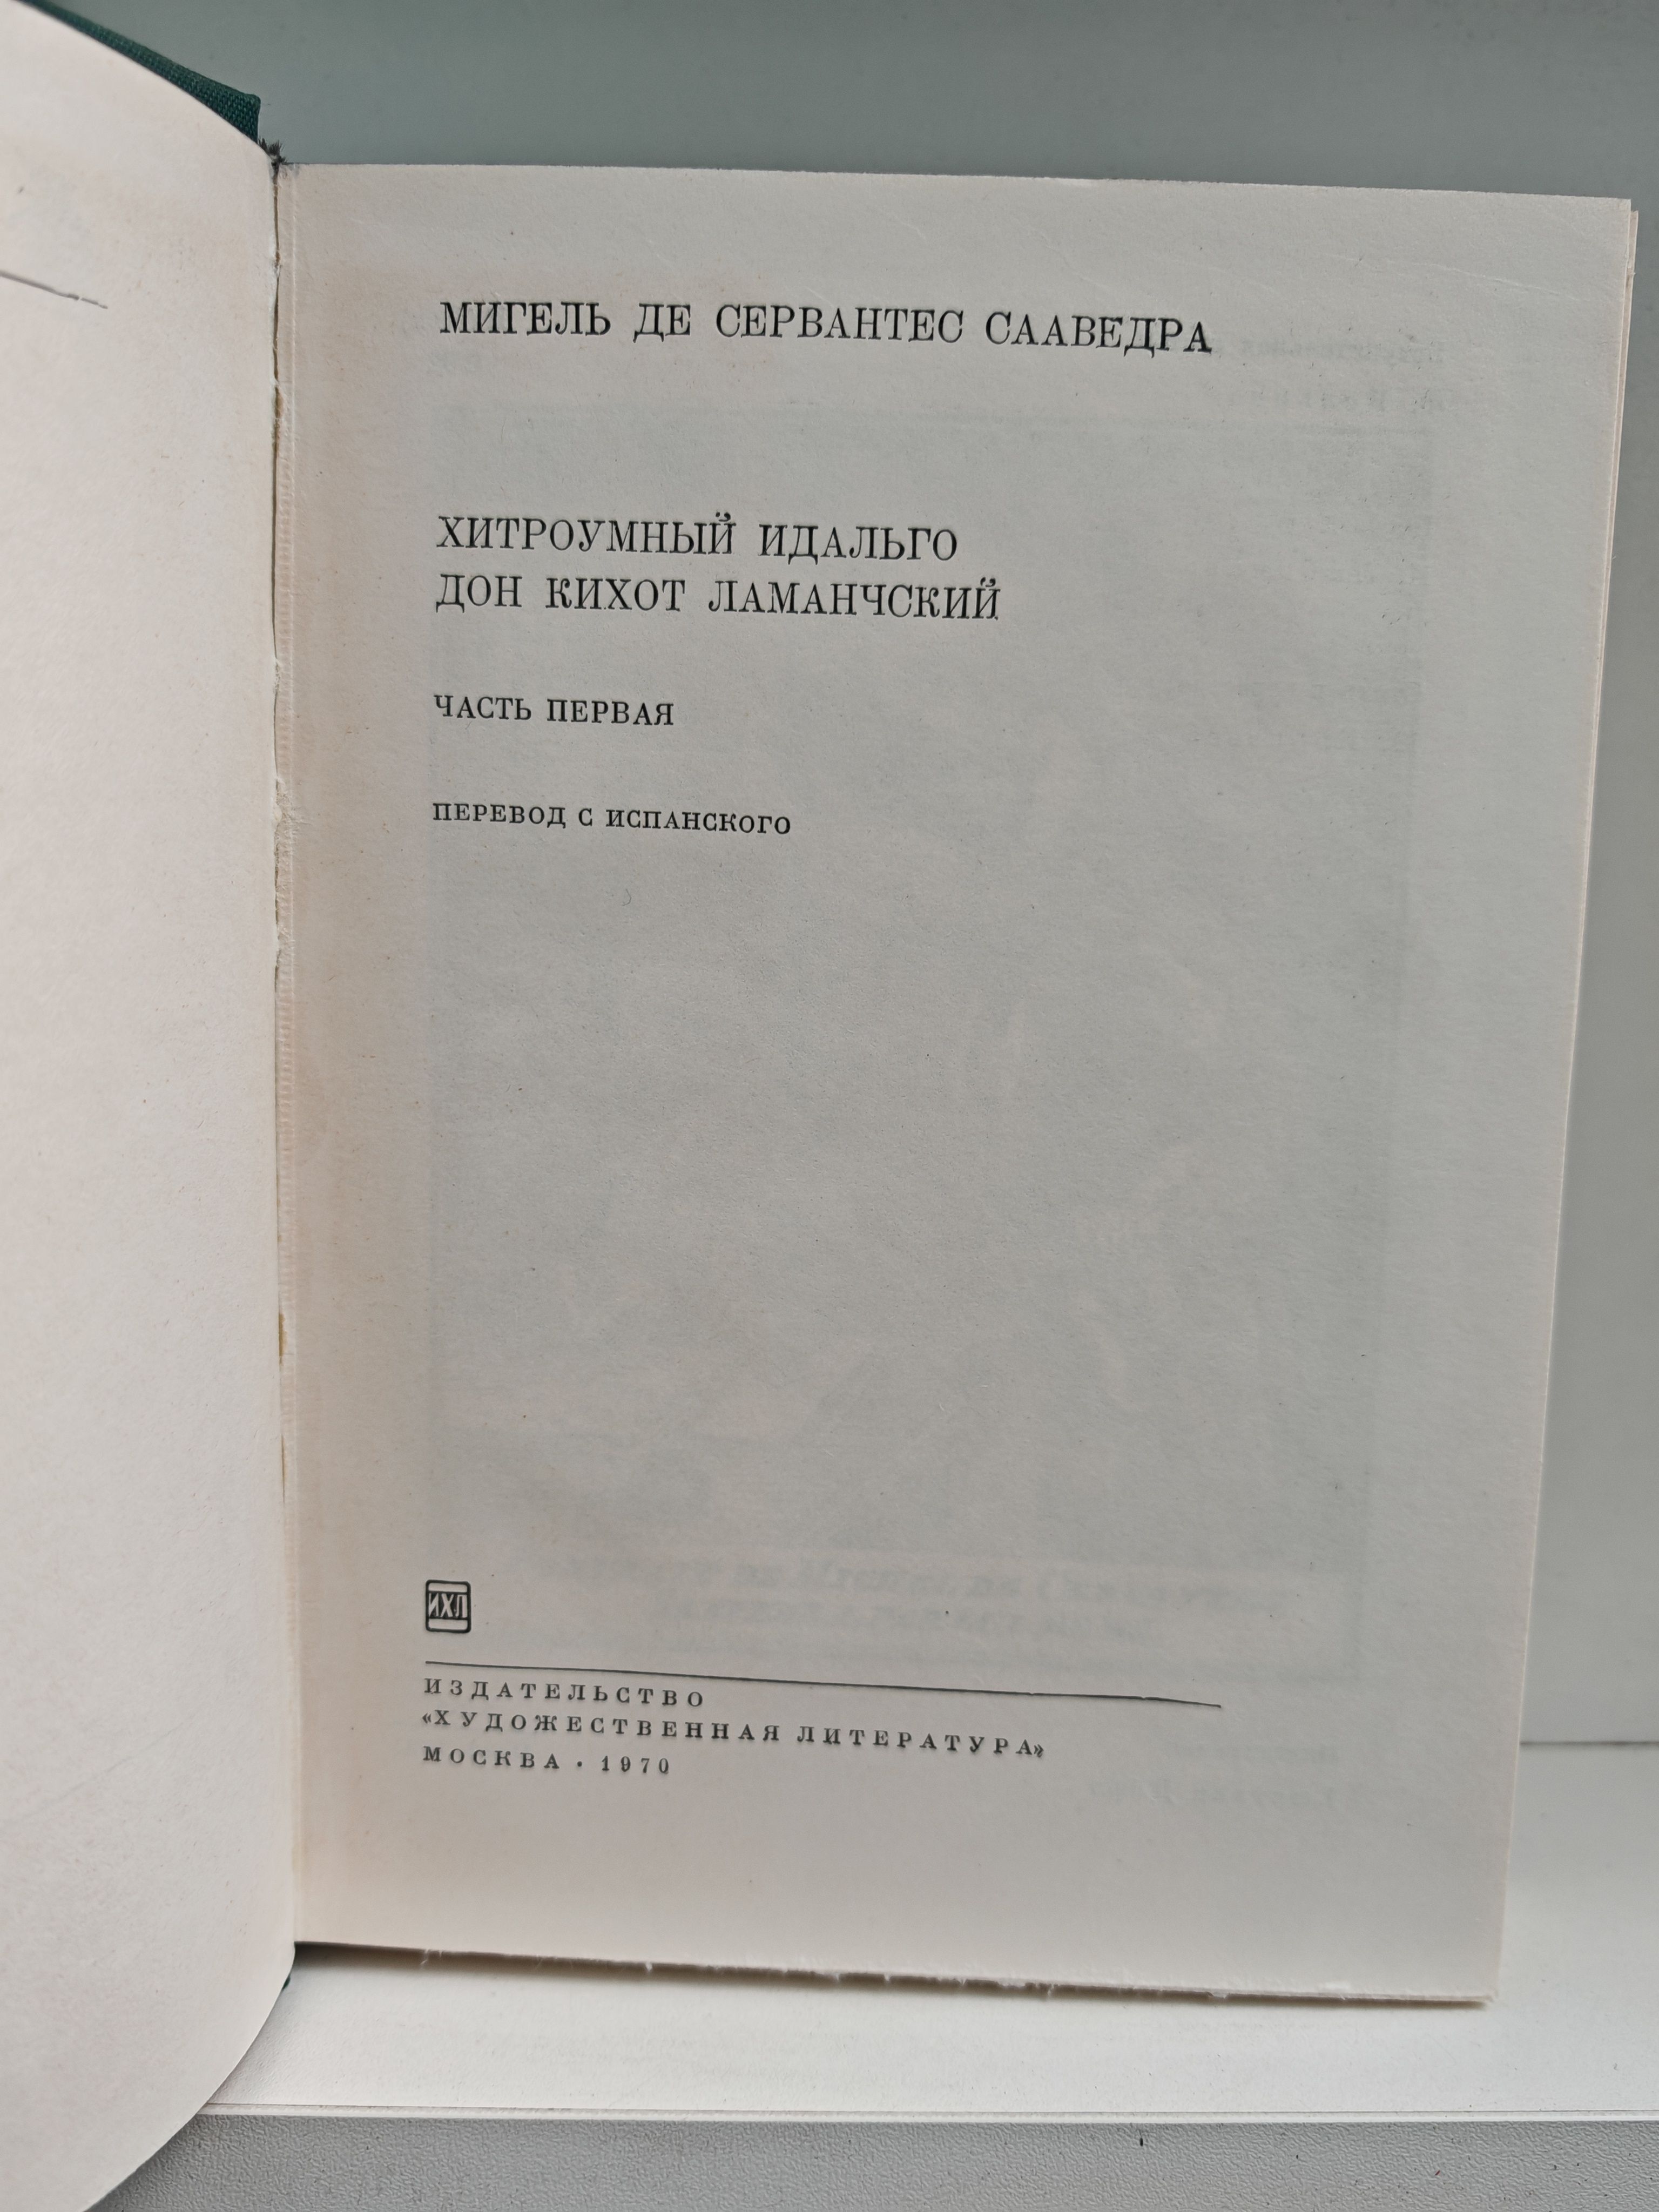 МИГЕЛЬ ДЕ СЕРВАНТЕС СААВЕДРА
ХИТРОУМНЫЙ ИДАЛЬГО
ДОН КИХОТ ЛАМАНЧСКИЙ
ЧАСТЬ ПЕРВАЯ
ПЕРЕВОД С ИСПАНСКОГО
ИХЛ
ИЗДАТЕЛЬСТВО
«ХУДОЖЕСТВЕННАЯ ЛИТЕРАТУРА»
МОСКВА · 1970